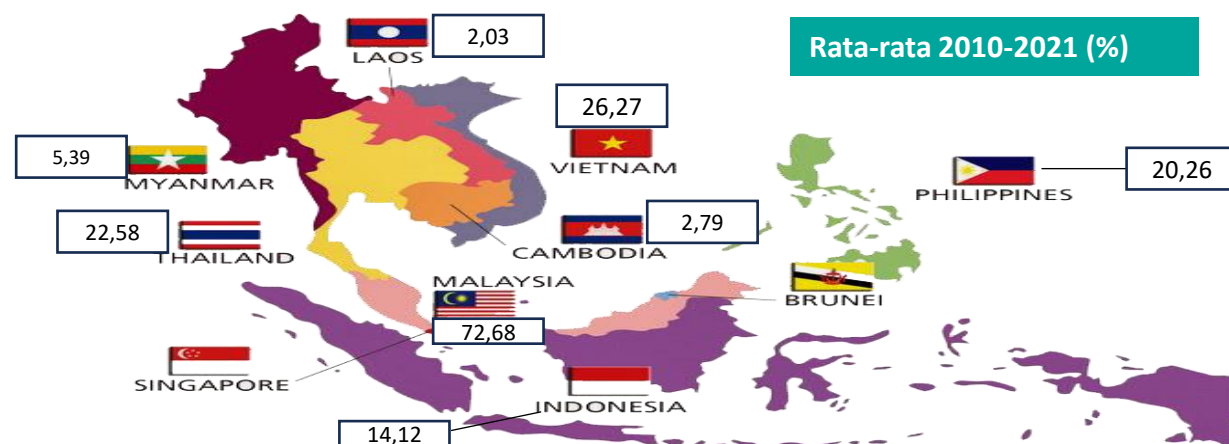 2,03
LAOS
Rata-rata 2010-2021 (%)
26,27
VIETNAM
5,39
MYANMAR
PHILIPPINES
20,26
22,58
THAILAND
2,79
CAMBODIA
MALAYSIA
72,68
BRUNEI
SINGAPORE
INDONESIA
14,12